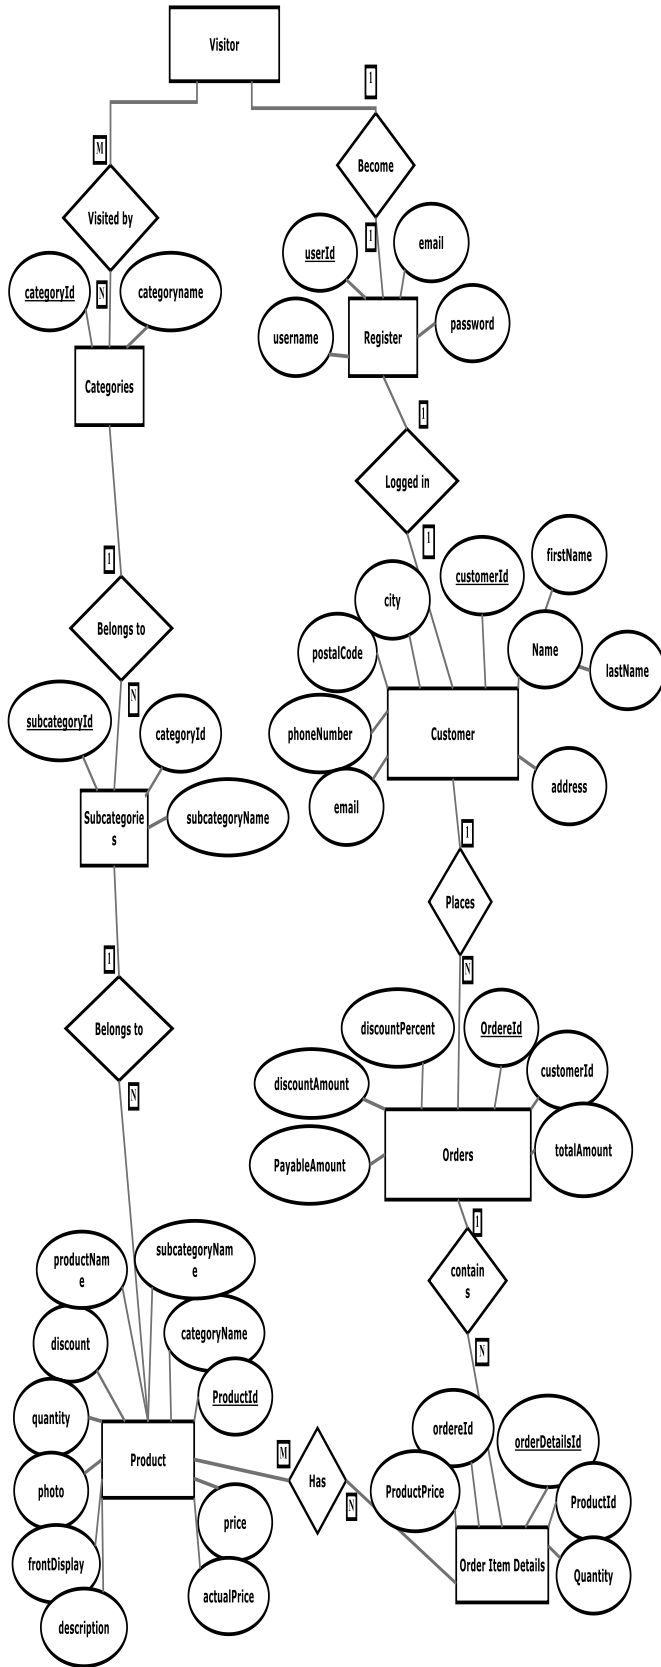 Visitor
1
M
Become
Visited by
1
userId
email
categoryId
N
categoryname
username
Register
password
Categories
1
Logged in
1
firstName
customerId
city
1
Belongs to
postalCode
Name
lastName
N
subcategoryId
categoryId
phoneNumber
Customer
email
address
Subcategorie
s
subcategoryName
1
Places
1
N
Belongs to
discountPercent
OrdereId
customerId
discountAmount
N
PayableAmount
Orders
totalAmount
1
productNam
e
subcategoryNam
e
contain
s
discount
categoryName
N
ProductId
quantity
ordereId
orderDetailsId
Product
M
Has
photo
ProductPrice
N
ProductId
price
frontDisplay
Order Item Details
Quantity
actualPrice
description